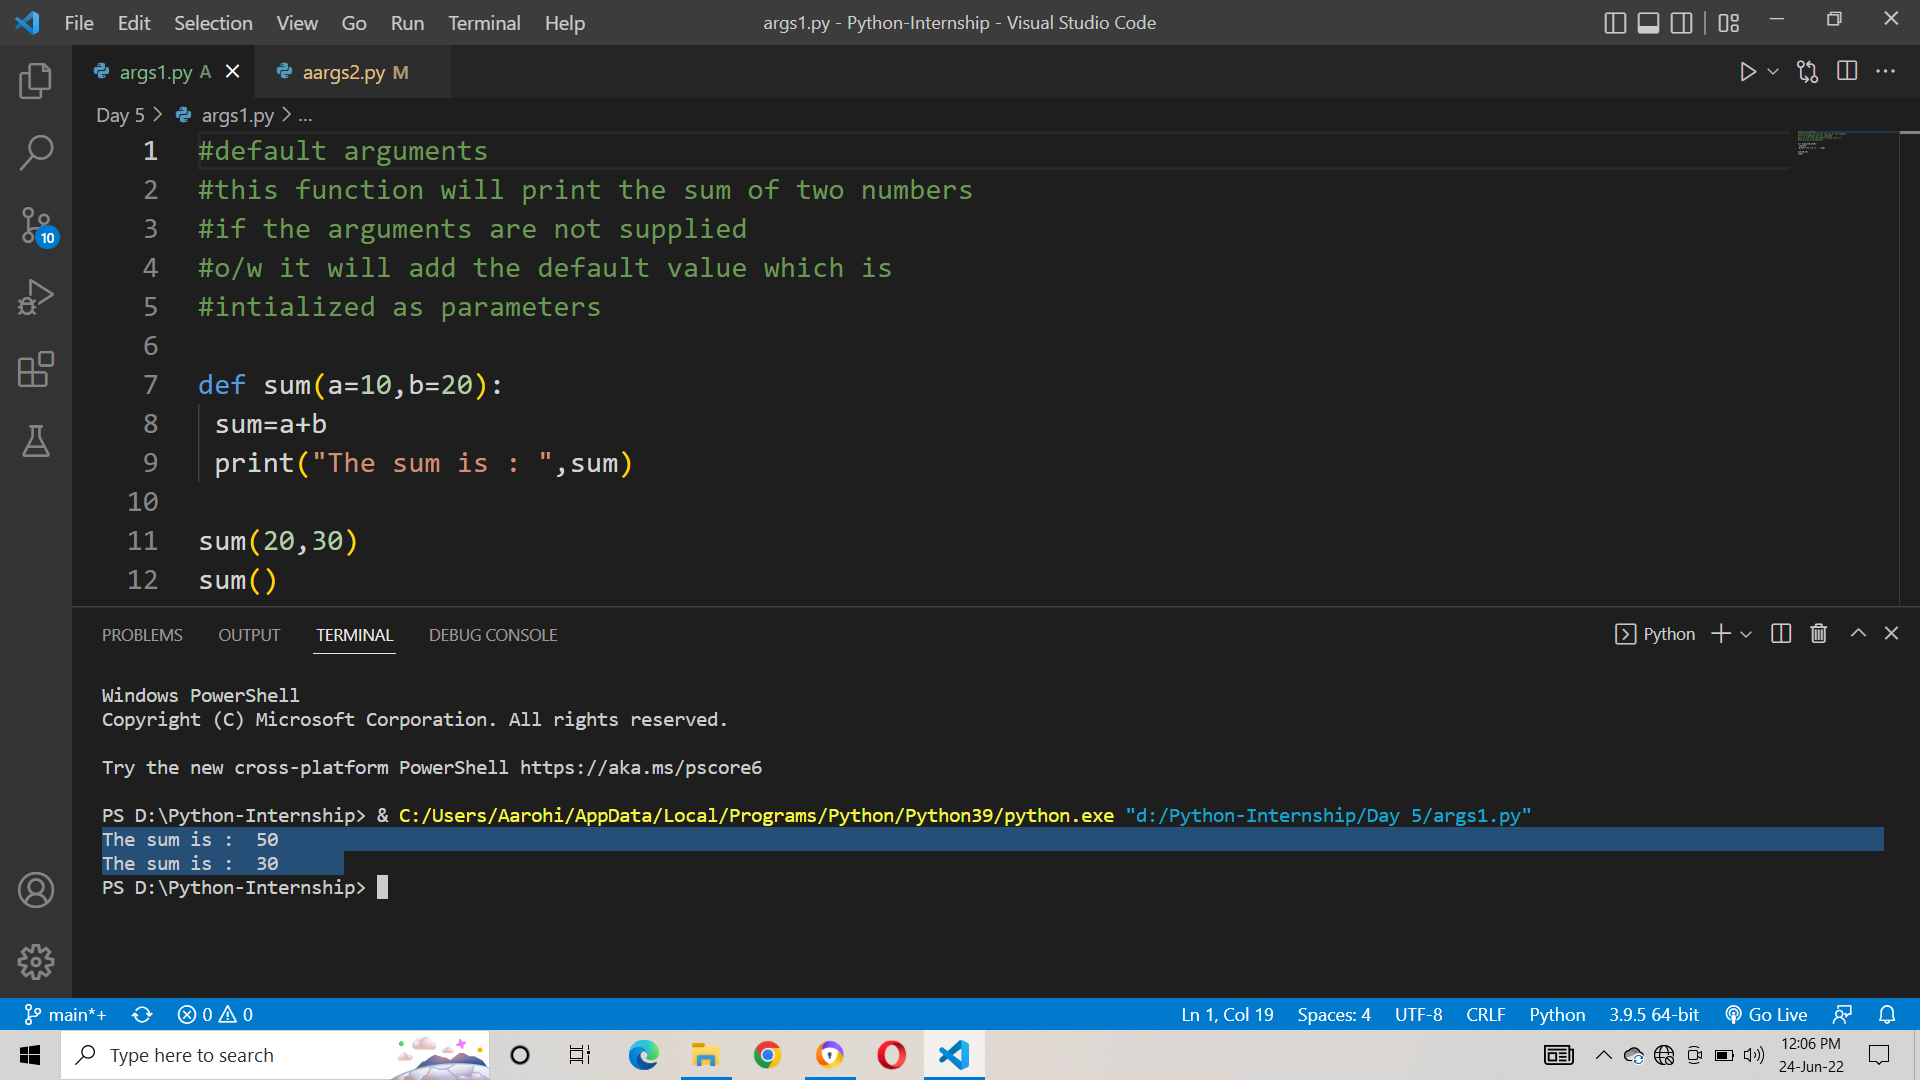 File Edit Selection View Go Run Terminal Help args1.py - Python-Internship - Visual Studio Code
args1.py A aargs2.py M
Day 5 > args1.py > ...
1 #default arguments
2 #this function will print the sum of two numbers
3 #if the arguments are not supplied
4 #o/w it will add the default value which is
5 #intialized as parameters
6
7 def sum(a=10,b=20):
8 sum=a+b
9 print("The sum is : ",sum)
10
11 sum(20,30)
12 sum()
10
PROBLEMS OUTPUT TERMINAL DEBUG CONSOLE Python
Windows PowerShell
Copyright (C) Microsoft Corporation. All rights reserved.
Try the new cross-platform PowerShell https://aka.ms/pscore6
PS D:\Python-Internship> & C:/Users/Aarohi/AppData/Local/Programs/Python/Python39/python.exe "d:/Python-Internship/Day 5/args1.py"
The sum is :  50
The sum is :  30
PS D:\Python-Internship>
main*+ 0 0 Ln 1, Col 19 Spaces: 4 UTF-8 CRLF Python 3.9.5 64-bit Go Live
Type here to search
12:06 PM
24-Jun-22